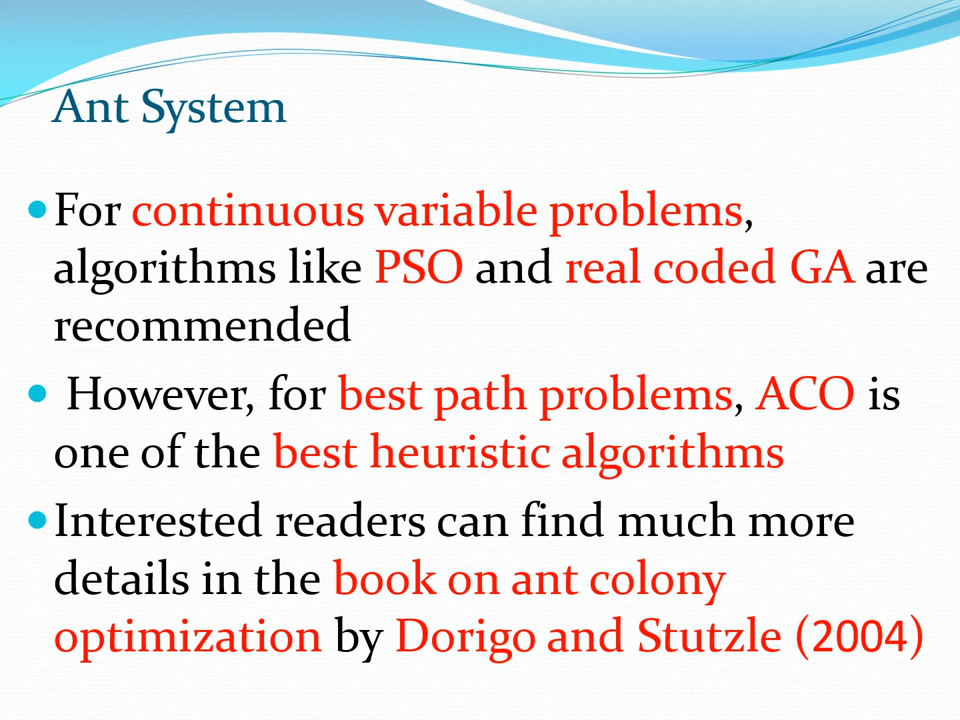 Ant System
•For continuous variable problems,
algorithms like PSO and real coded GA are
recommended
• However, for best path problems, ACO is
one of the best heuristic algorithms
•Interested readers can find much more
details in the book on ant colony
optimization by Dorigo and Stutzle (2004)